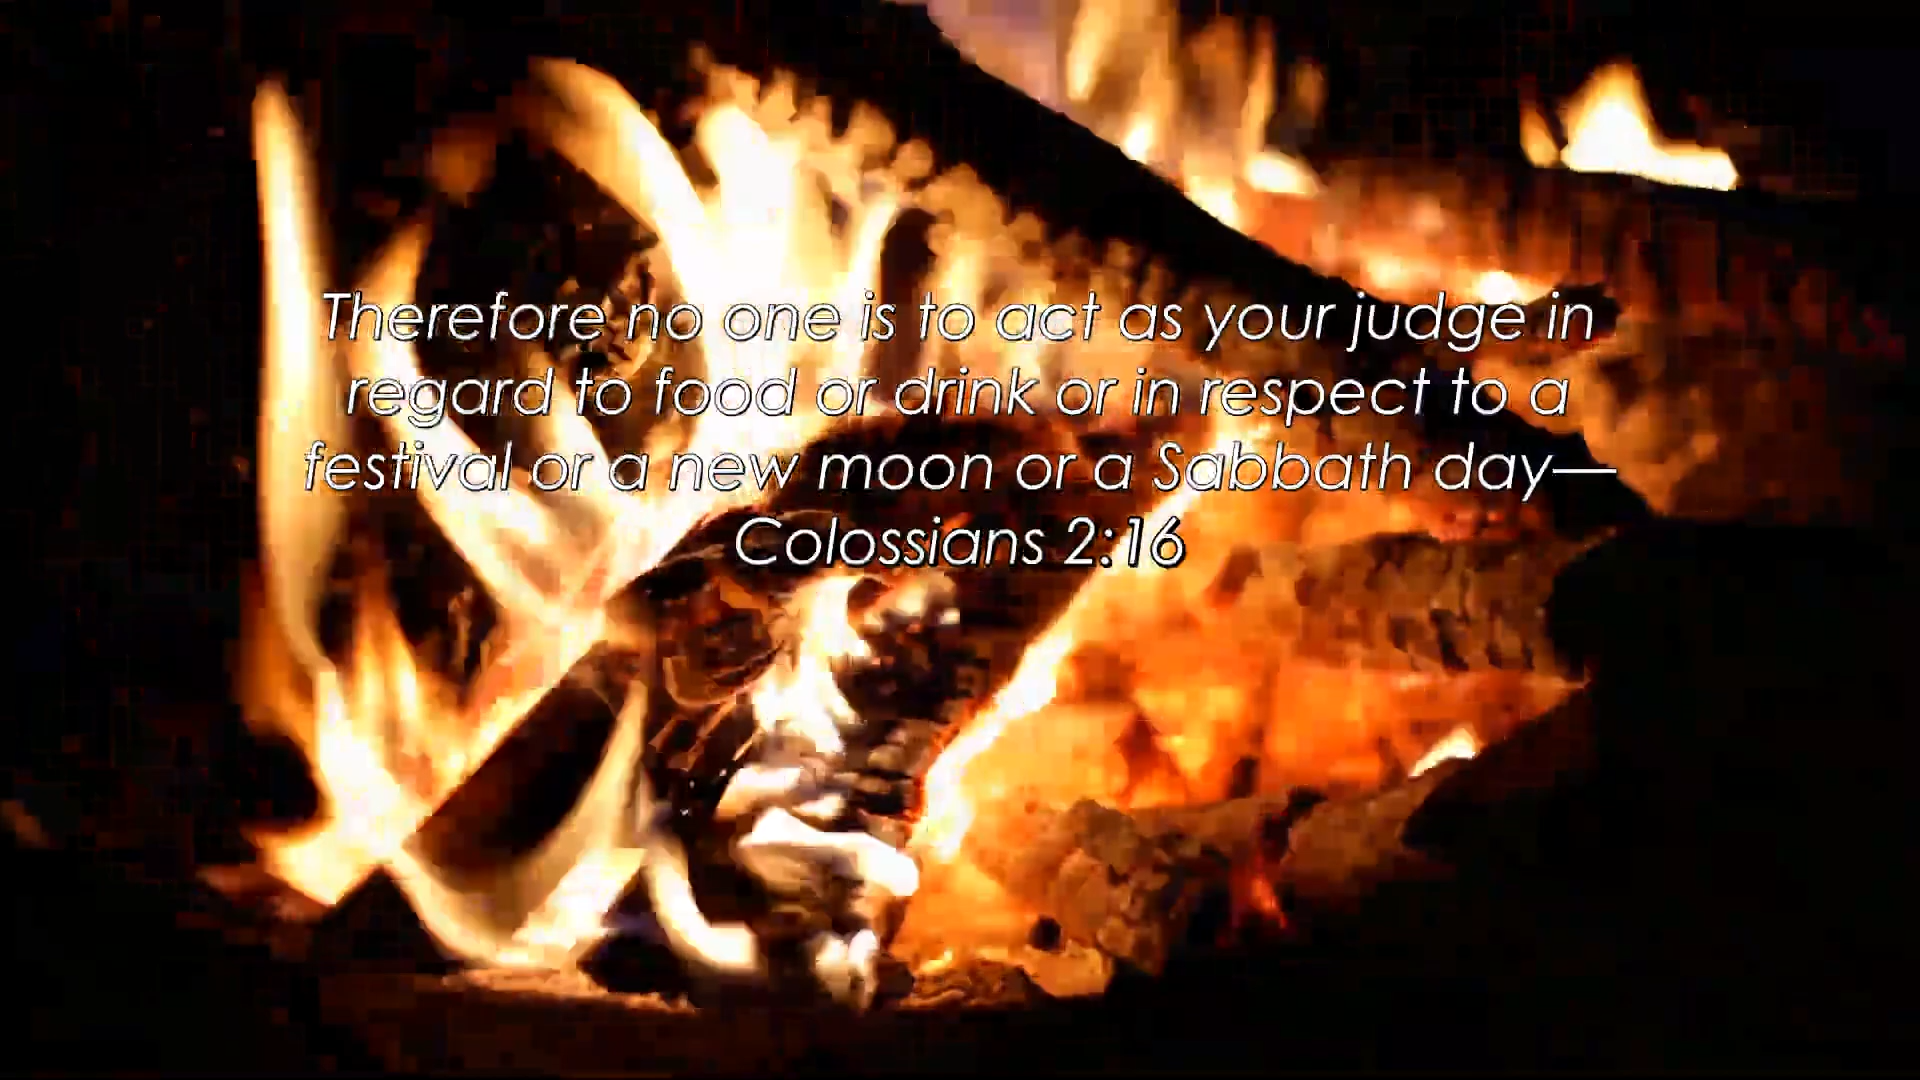 Therefore no one is to act as your judge in
regard to food or drink or in respect to a
festival or a new moon or a Sabbath day—
Colossians 2:16